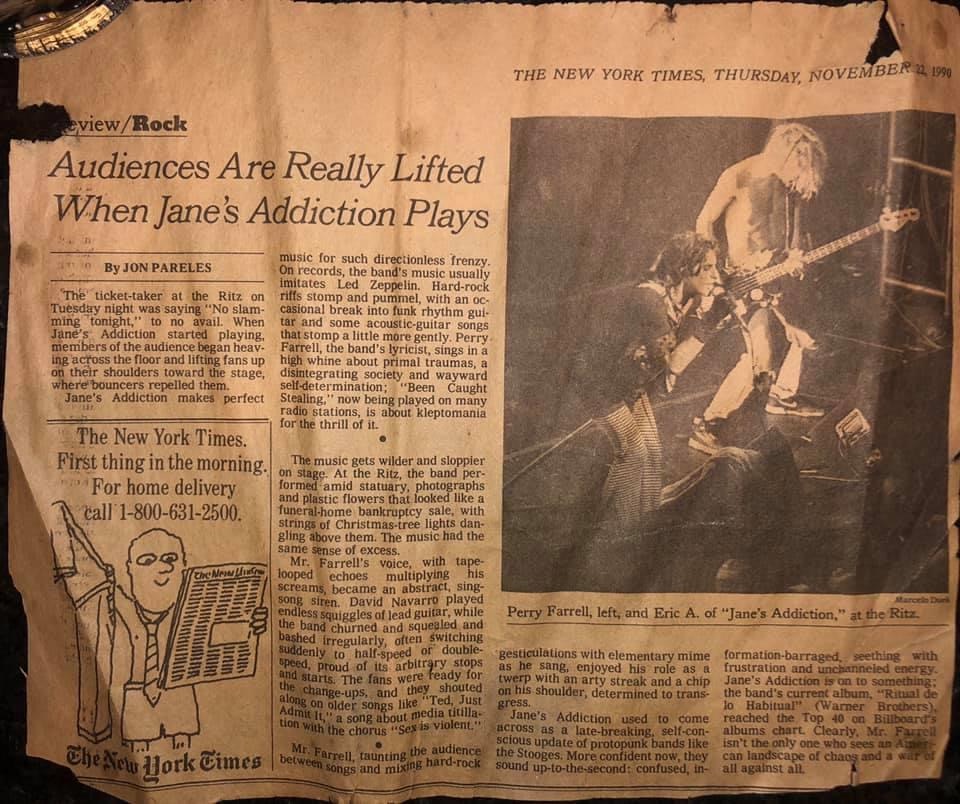 THE NEW YORK TIMES, THURSDAY, NOVEMBER 22, 1990
eview/Rock
Audiences Are Really Lifted
When Jane's Addiction Plays
By JON PARELES
The ticket-taker at the Ritz on
Tuesday night was saying "No slam-
ming tonight," to no avail. When
Jane's Addiction started playing,
members of the audience began heav-
ing across the floor and lifting fans up
on their shoulders toward the stage,
where bouncers repelled them.
Jane's Addiction makes perfect
music for such directionless frenzy.
On records, the band's music usually
imitates Led Zeppelin. Hard-rock
riffs stomp and pummel, with an oc-
casional break into funk rhythm gui-
tar and some acoustic-guitar songs
that stomp a little more gently. Perry
Farrell, the band's lyricist, sings in a
high whine about primal traumas, a
disintegrating society and wayward
self-determination; "Been Caught
Stealing," now being played on many
radio stations, is about kleptomania
for the thrill of it.
The music gets wilder and sloppier
on stage. At the Ritz, the band per-
formed amid statuary, photographs
and plastic flowers that looked like a
funeral-home bankruptcy sale, with
strings of Christmas-tree lights dan-
gling above them. The music had the
same sense of excess.
Mr. Farrell's voice, with tape-
looped echoes multiplying his
screams, became an abstract, sing-
song siren. David Navarro played
endless squiggles of lead guitar, while
the band churned and squealed and
bashed irregularly, often switching
suddenly to half-speed or double-
speed, proud of its arbitrary stops
and starts. The fans were ready for
the change-ups, and they shouted
along on older songs like "Ted, Just
Admit It," a song about media titilla-
tion with the chorus "Sex is violent."
Mr. Farrell, taunting the audience
between songs and mixing hard-rock
gesticulations with elementary mime
as he sang, enjoyed his role as a
twerp with an arty streak and a chip
on his shoulder, determined to trans-
gress.
Jane's Addiction used to come
across as a late-breaking, self-con-
scious update of protopunk bands like
the Stooges. More confident now, they
sound up-to-the-second: confused, in-
formation-barraged, seething with
frustration and unchanneled energy.
Jane's Addiction is on to something;
the band's current album, "Ritual de
lo Habitual" (Warner Brothers),
reached the Top 40 on Billboard's
albums chart. Clearly, Mr. Farrell
isn't the only one who sees an Ameri-
can landscape of chaos and a war of
all against all.
Marcelo
Perry Farrell, left, and Eric A. of "Jane's Addiction," at the Ritz.
The New York Times.
First thing in the morning.
For home delivery
call 1-800-631-2500.
The New York
The New York Times